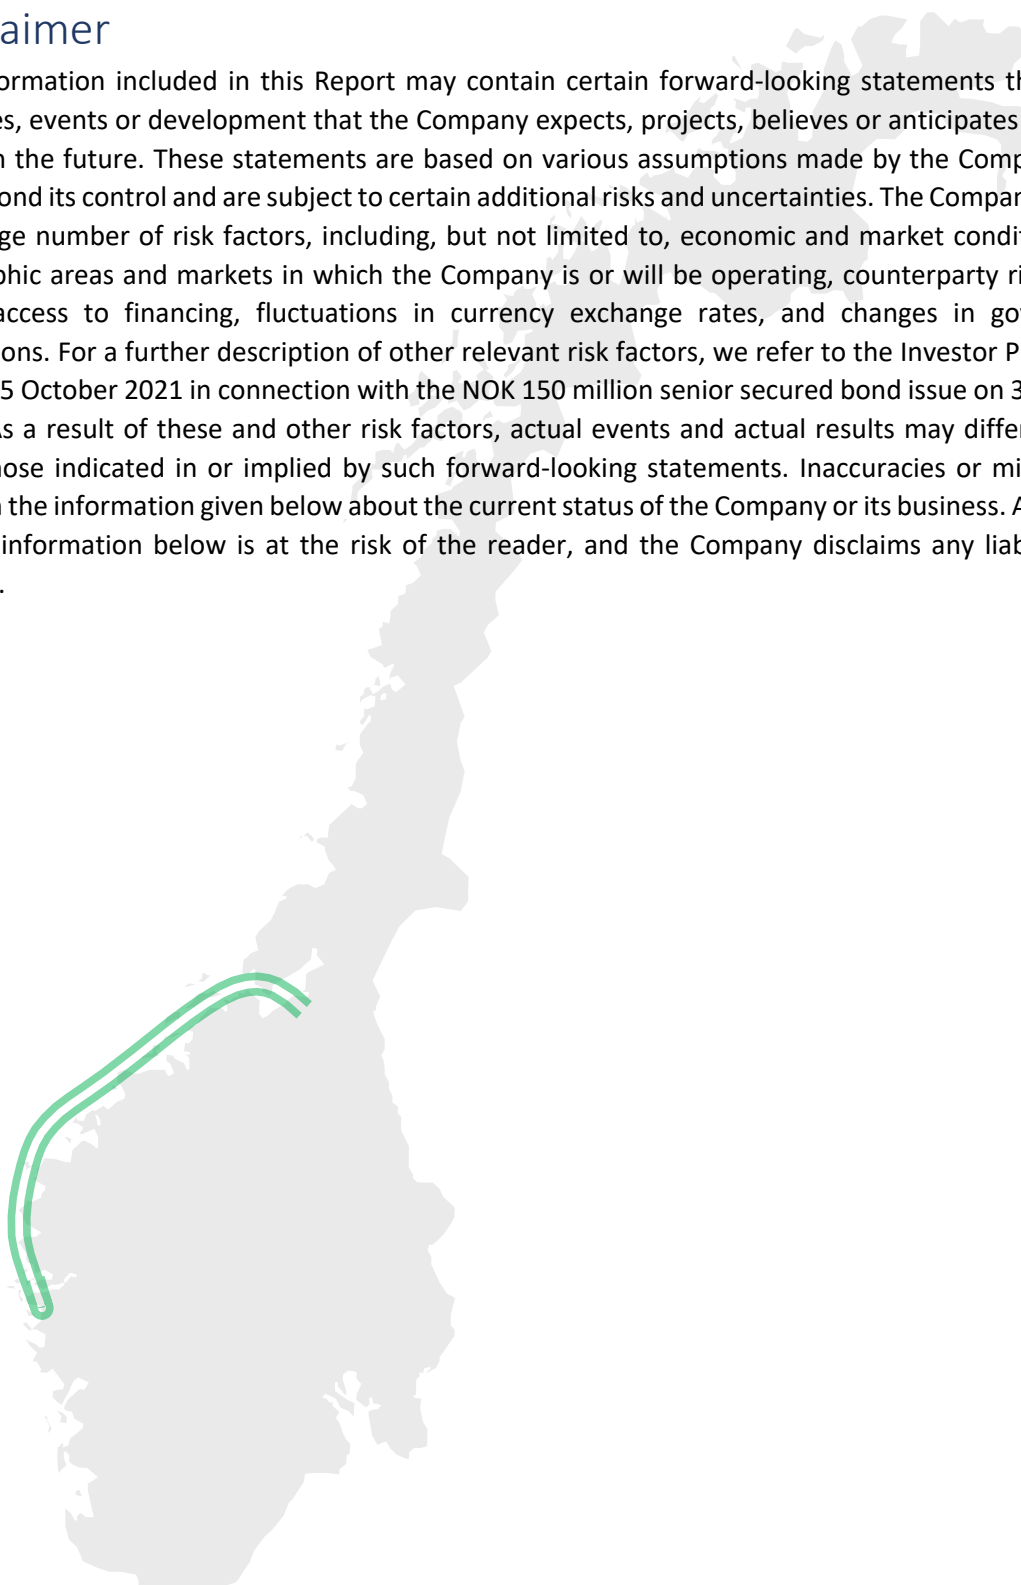 aimer
ormation included in this Report may contain certain forward-looking statements th
es, events or development that the Company expects, projects, believes or anticipates
n the future. These statements are based on various assumptions made by the Comp
ond its control and are subject to certain additional risks and uncertainties. The Compan
ge number of risk factors, including, but not limited to, economic and market condit
phic areas and markets in which the Company is or will be operating, counterparty ri
access to financing, fluctuations in currency exchange rates, and changes in gov
ons. For a further description of other relevant risk factors, we refer to the Investor P
5 October 2021 in connection with the NOK 150 million senior secured bond issue on 3
As a result of these and other risk factors, actual events and actual results may differ
hose indicated in or implied by such forward-looking statements. Inaccuracies or mi
n the information given below about the current status of the Company or its business. A
information below is at the risk of the reader, and the Company disclaims any liab
.